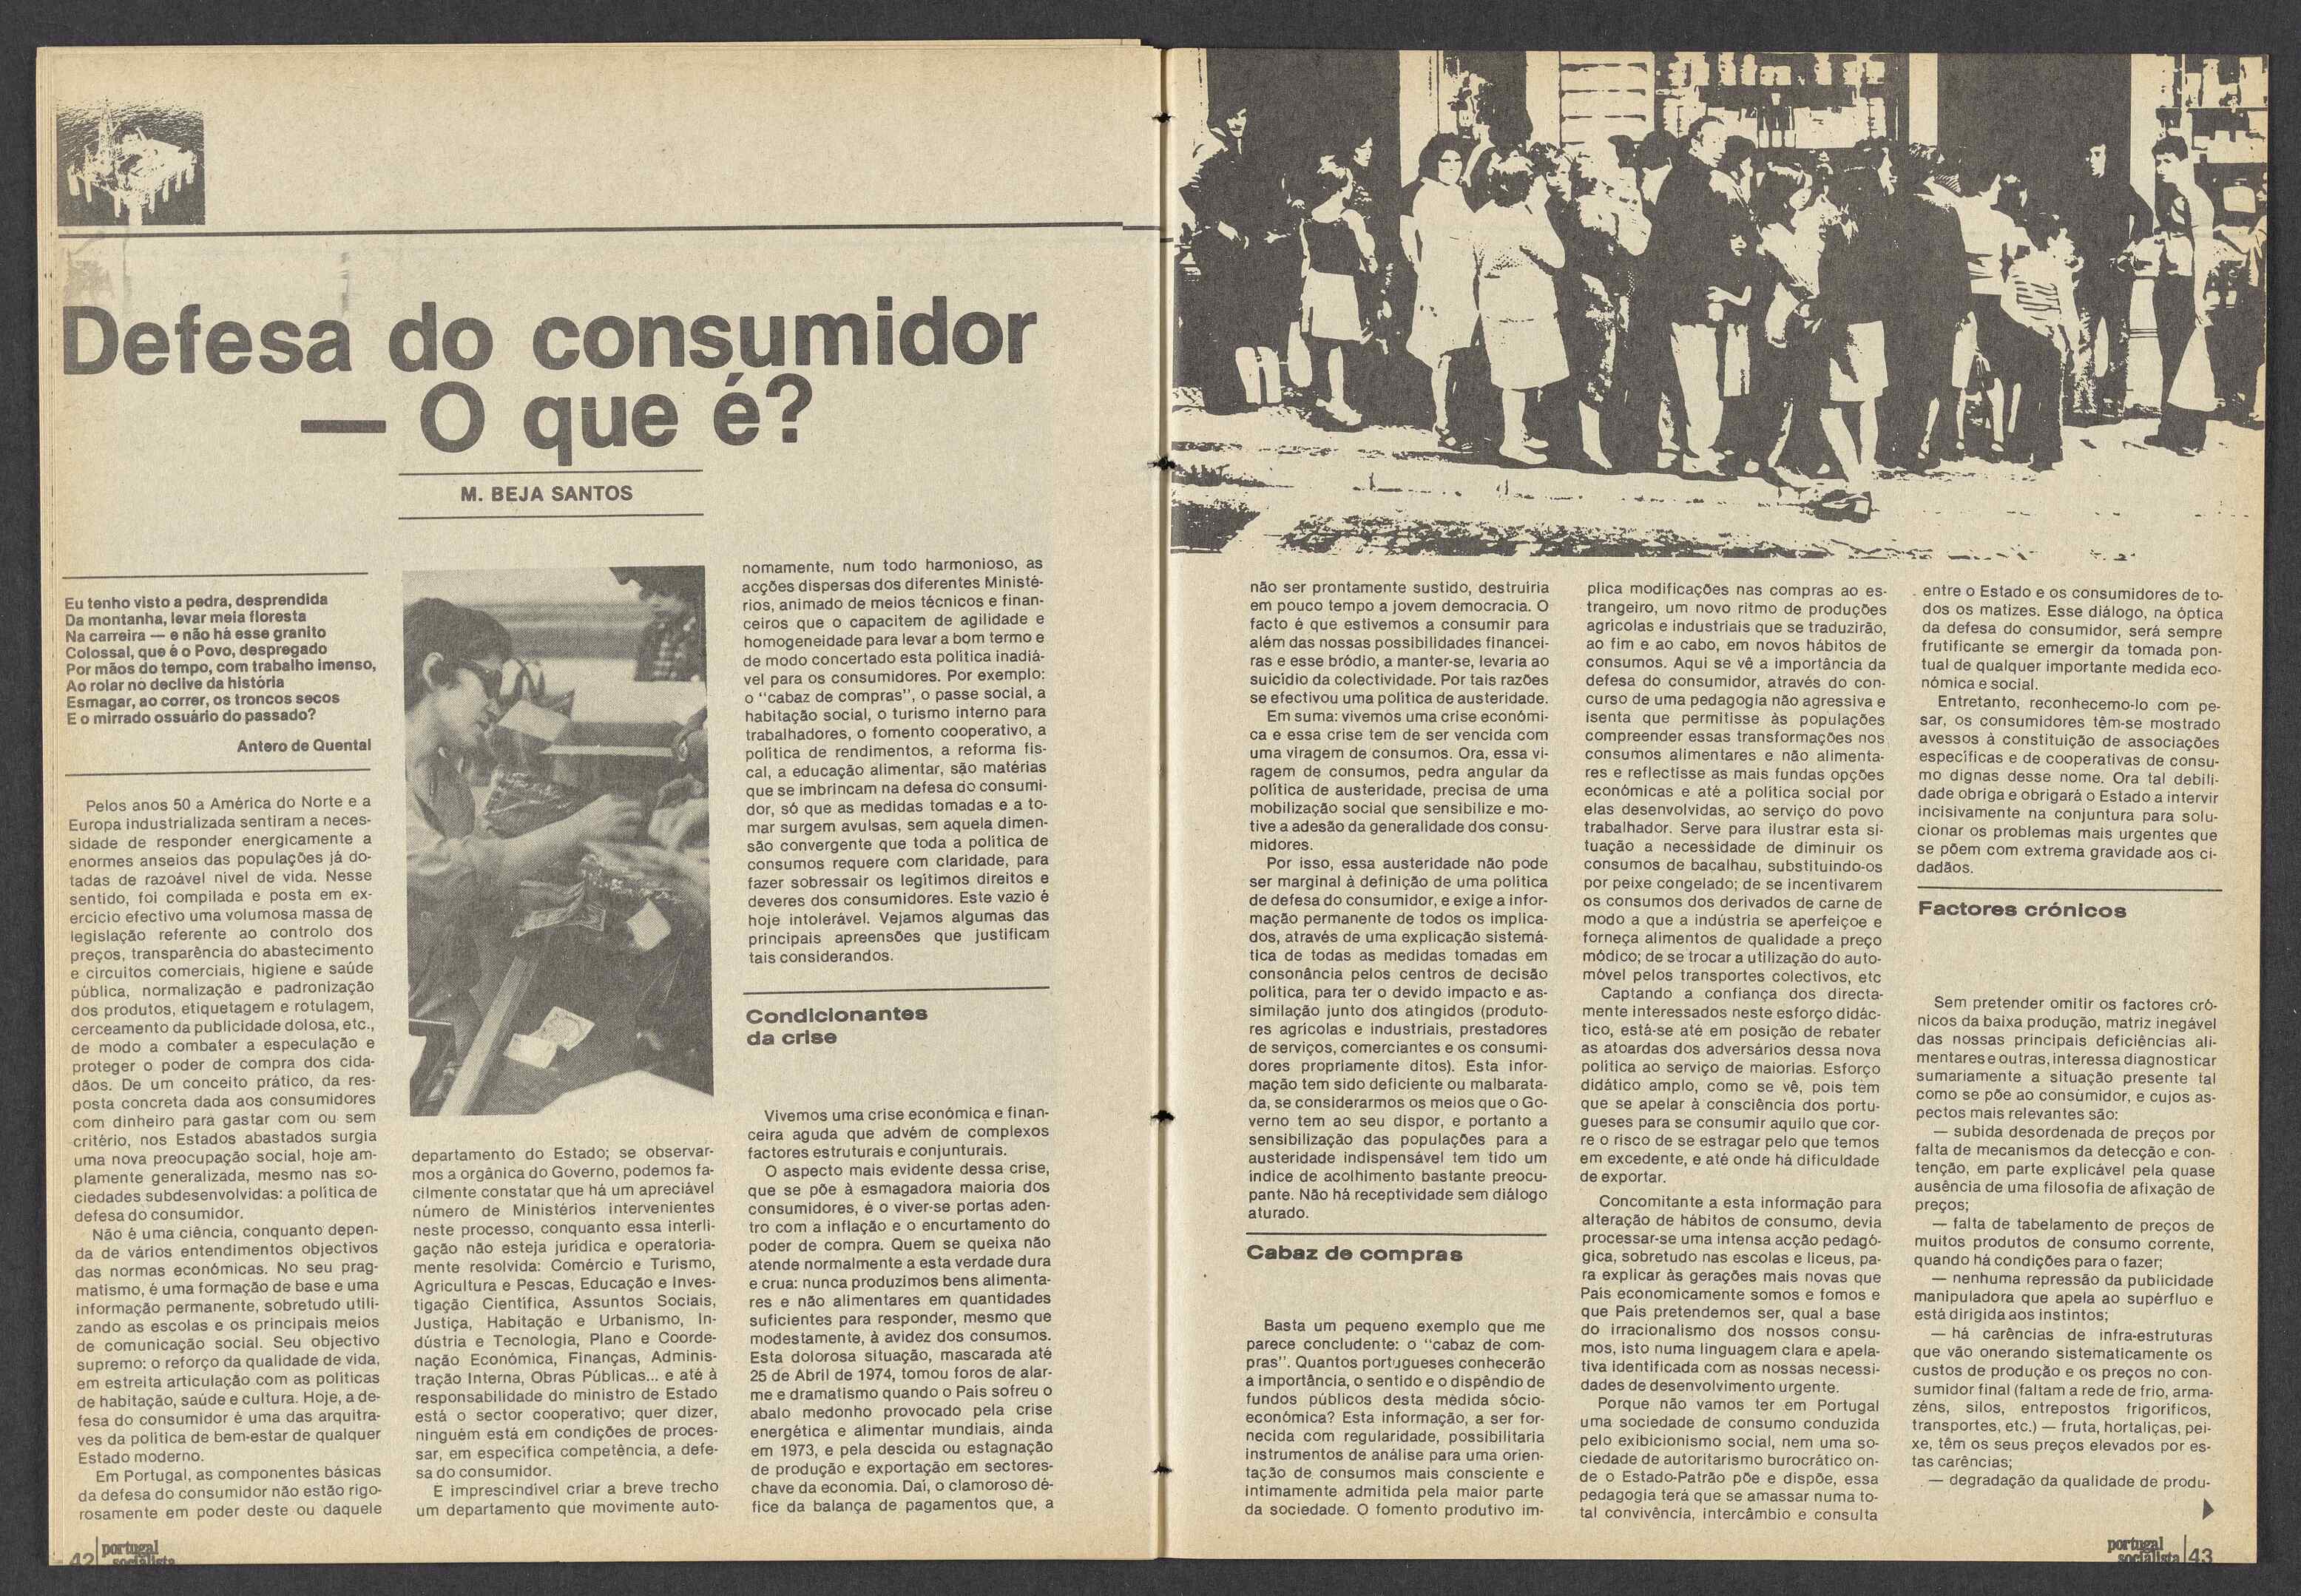 Defesa do consumidor
— O que é?
M. BEJA SANTOS
Eu tenho visto a pedra, desprendida
Da montanha, levar meia floresta
Na carreira — e não há esse granito
Colossal, que é o Povo, despregado
Por mãos do tempo, com trabalho imenso,
Ao rolar no declive da história
Esmagar, ao correr, os troncos secos
E o mirrado ossuário do passado?
Antero de Quental
Pelos anos 50 a América do Norte e a
Europa industrializada sentiram a neces-
sidade de responder energicamente a
enormes anseios das populações já do-
tadas de razoável nível de vida. Nesse
sentido, foi compilada e posta em ex-
ercício efectivo uma volumosa massa de
legislação referente ao controlo dos
preços, transparência do abastecimento
e circuitos comerciais, higiene e saúde
pública, normalização e padronização
dos produtos, etiquetagem e rotulagem,
cerceamento da publicidade dolosa, etc.,
de modo a combater a especulação e
proteger o poder de compra dos cida-
dãos. De um conceito prático, da res-
posta concreta dada aos consumidores
com dinheiro para gastar com ou sem
critério, nos Estados abastados surgia
uma nova preocupação social, hoje am-
plamente generalizada, mesmo nas so-
ciedades subdesenvolvidas: a política de
defesa do consumidor.
Não é uma ciência, conquanto depen-
da de vários entendimentos objectivos
das normas económicas. No seu prag-
matismo, é uma formação de base e uma
informação permanente, sobretudo utili-
zando as escolas e os principais meios
de comunicação social. Seu objectivo
supremo: o reforço da qualidade de vida,
em estreita articulação com as políticas
de habitação, saúde e cultura. Hoje, a de-
fesa do consumidor é uma das arquitra-
ves da política de bem-estar de qualquer
Estado moderno.
Em Portugal, as componentes básicas
da defesa do consumidor não estão rigo-
rosamente em poder deste ou daquele
departamento do Estado; se observar-
mos a orgânica do Governo, podemos fa-
cilmente constatar que há um apreciável
número de Ministérios intervenientes
neste processo, conquanto essa interli-
gação não esteja jurídica e operatoria-
mente resolvida: Comércio e Turismo,
Agricultura e Pescas, Educação e Inves-
tigação Científica, Assuntos Sociais,
Justiça, Habitação e Urbanismo, In-
dústria e Tecnologia, Plano e Coorde-
nação Económica, Finanças, Adminis-
tração Interna, Obras Públicas... e até à
responsabilidade do ministro de Estado
está o sector cooperativo; quer dizer,
ninguém está em condições de proces-
sar, em específica competência, a defe-
sa do consumidor.
E imprescindível criar a breve trecho
um departamento que movimente auto-
nomamente, num todo harmonioso, as
acções dispersas dos diferentes Ministé-
rios, animado de meios técnicos e finan-
ceiros que o capacitem de agilidade e
homogeneidade para levar a bom termo e
de modo concertado esta política inadiá-
vel para os consumidores. Por exemplo:
o "cabaz de compras", o passe social, a
habitação social, o turismo interno para
trabalhadores, o fomento cooperativo, a
política de rendimentos, a reforma fis-
cal, a educação alimentar, são matérias
que se imbrincam na defesa do consumi-
dor, só que as medidas tomadas e a to-
mar surgem avulsas, sem aquela dimen-
são convergente que toda a política de
consumos requere com claridade, para
fazer sobressair os legítimos direitos e
deveres dos consumidores. Este vazio é
hoje intolerável. Vejamos algumas das
principais apreensões que justificam
tais considerandos.
Condicionantes
da crise
Vivemos uma crise económica e finan-
ceira aguda que advém de complexos
factores estruturais e conjunturais.
O aspecto mais evidente dessa crise,
que se põe à esmagadora maioria dos
consumidores, é o viver-se portas aden-
tro com a inflação e o encurtamento do
poder de compra. Quem se queixa não
atende normalmente a esta verdade dura
e crua: nunca produzimos bens alimenta-
res e não alimentares em quantidades
suficientes para responder, mesmo que
modestamente, à avidez dos consumos.
Esta dolorosa situação, mascarada até
25 de Abril de 1974, tomou foros de alar-
me e dramatismo quando o País sofreu o
abalo medonho provocado pela crise
energética e alimentar mundiais, ainda
em 1973, e pela descida ou estagnação
de produção e exportação em sectores-
chave da economia. Daí, o clamoroso dé-
fice da balança de pagamentos que, a
42 portugal
socialista
não ser prontamente sustido, destruiria
em pouco tempo a jovem democracia. O
facto é que estivemos a consumir para
além das nossas possibilidades financei-
ras e esse bródio, a manter-se, levaria ao
suicídio da colectividade. Por tais razões
se efectivou uma política de austeridade.
Em suma: vivemos uma crise económi-
ca e essa crise tem de ser vencida com
uma viragem de consumos. Ora, essa vi-
ragem de consumos, pedra angular da
política de austeridade, precisa de uma
mobilização social que sensibilize e mo-
tive a adesão da generalidade dos consu-
midores.
Por isso, essa austeridade não pode
ser marginal à definição de uma política
de defesa do consumidor, e exige a infor-
mação permanente de todos os implica-
dos, através de uma explicação sistemá-
tica de todas as medidas tomadas em
consonância pelos centros de decisão
política, para ter o devido impacto e as-
similação junto dos atingidos (produto-
res agrícolas e industriais, prestadores
de serviços, comerciantes e os consumi-
dores propriamente ditos). Esta infor-
mação tem sido deficiente ou malbarata-
da, se considerarmos os meios que o Go-
verno tem ao seu dispor, e portanto a
sensibilização das populações para a
austeridade indispensável tem tido um
índice de acolhimento bastante preocu-
pante. Não há receptividade sem diálogo
aturado.
Cabaz de compras
Basta um pequeno exemplo que me
parece concludente: o "cabaz de com-
pras". Quantos portugueses conhecerão
a importância, o sentido e o dispêndio de
fundos públicos desta medida sócio-
económica? Esta informação, a ser for-
necida com regularidade, possibilitaria
instrumentos de análise para uma orien-
tação de consumos mais consciente e
intimamente admitida pela maior parte
da sociedade. O fomento produtivo im-
plica modificações nas compras ao es-
trangeiro, um novo ritmo de produções
agrícolas e industriais que se traduzirão,
ao fim e ao cabo, em novos hábitos de
consumos. Aqui se vê a importância da
defesa do consumidor, através do con-
curso de uma pedagogia não agressiva e
isenta que permitisse às populações
compreender essas transformações nos
consumos alimentares e não alimenta-
res e reflectisse as mais fundas opções
económicas e até a política social por
elas desenvolvidas, ao serviço do povo
trabalhador. Serve para ilustrar esta si-
tuação a necessidade de diminuir os
consumos de bacalhau, substituindo-os
por peixe congelado; de se incentivarem
os consumos dos derivados de carne de
modo a que a indústria se aperfeiçoe e
forneça alimentos de qualidade a preço
módico; de se trocar a utilização do auto-
móvel pelos transportes colectivos, etc
Captando a confiança dos directa-
mente interessados neste esforço didác-
tico, está-se até em posição de rebater
as atoardas dos adversários dessa nova
política ao serviço de maiorias. Esforço
didático amplo, como se vê, pois tem
que se apelar à consciência dos portu-
gueses para se consumir aquilo que cor-
re o risco de se estragar pelo que temos
em excedente, e até onde há dificuldade
de exportar.
Concomitante a esta informação para
alteração de hábitos de consumo, devia
processar-se uma intensa acção pedagó-
gica, sobretudo nas escolas e liceus, pa-
ra explicar às gerações mais novas que
País economicamente somos e fomos e
que País pretendemos ser, qual a base
do irracionalismo dos nossos consu-
mos, isto numa linguagem clara e apela-
tiva identificada com as nossas necessi-
dades de desenvolvimento urgente.
Porque não vamos ter em Portugal
uma sociedade de consumo conduzida
pelo exibicionismo social, nem uma so-
ciedade de autoritarismo burocrático on-
de o Estado-Patrão põe e dispõe, essa
pedagogia terá que se amassar numa to-
tal convivência, intercâmbio e consulta
entre o Estado e os consumidores de to-
dos os matizes. Esse diálogo, na óptica
da defesa do consumidor, será sempre
frutificante se emergir da tomada pon-
tual de qualquer importante medida eco-
nómica e social.
Entretanto, reconhecemo-lo com pe-
sar, os consumidores têm-se mostrado
avessos à constituição de associações
específicas e de cooperativas de consu-
mo dignas desse nome. Ora tal debili-
dade obriga e obrigará o Estado a intervir
incisivamente na conjuntura para solu-
cionar os problemas mais urgentes que
se põem com extrema gravidade aos ci-
dadãos.
Factores crónicos
Sem pretender omitir os factores cró-
nicos da baixa produção, matriz inegável
das nossas principais deficiências ali-
mentares e outras, interessa diagnosticar
sumariamente a situação presente tal
como se põe ao consumidor, e cujos as-
pectos mais relevantes são:
— subida desordenada de preços por
falta de mecanismos da detecção e con-
tenção, em parte explicável pela quase
ausência de uma filosofia de afixação de
preços;
— falta de tabelamento de preços de
muitos produtos de consumo corrente,
quando há condições para o fazer;
— nenhuma repressão da publicidade
manipuladora que apela ao supérfluo e
está dirigida aos instintos;
— há carências de infra-estruturas
que vão onerando sistematicamente os
custos de produção e os preços no con-
sumidor final (faltam a rede de frio, arma-
zéns, silos, entrepostos frigoríficos,
transportes, etc.) — fruta, hortaliças, pei-
xe, têm os seus preços elevados por es-
tas carências;
— degradação da qualidade de produ-
portugal
socialista 43